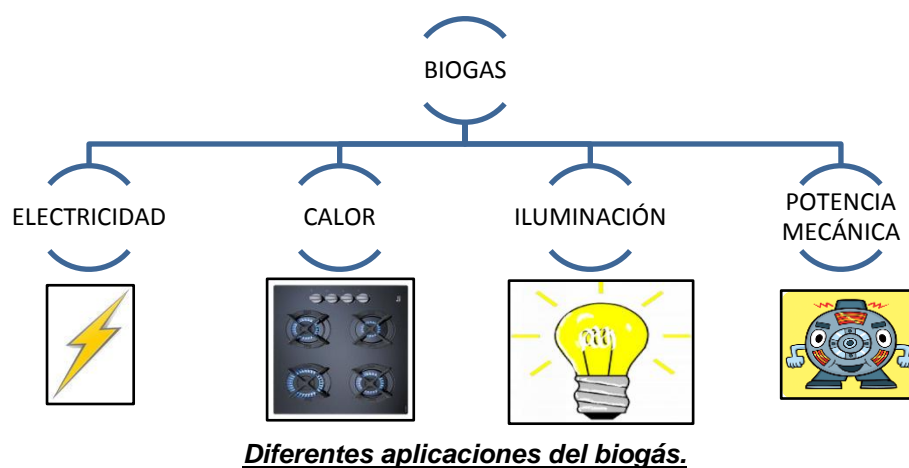 BIOGAS
ELECTRICIDAD
CALOR
ILUMINACIÓN
POTENCIA
MECÁNICA
Diferentes aplicaciones del biogás.